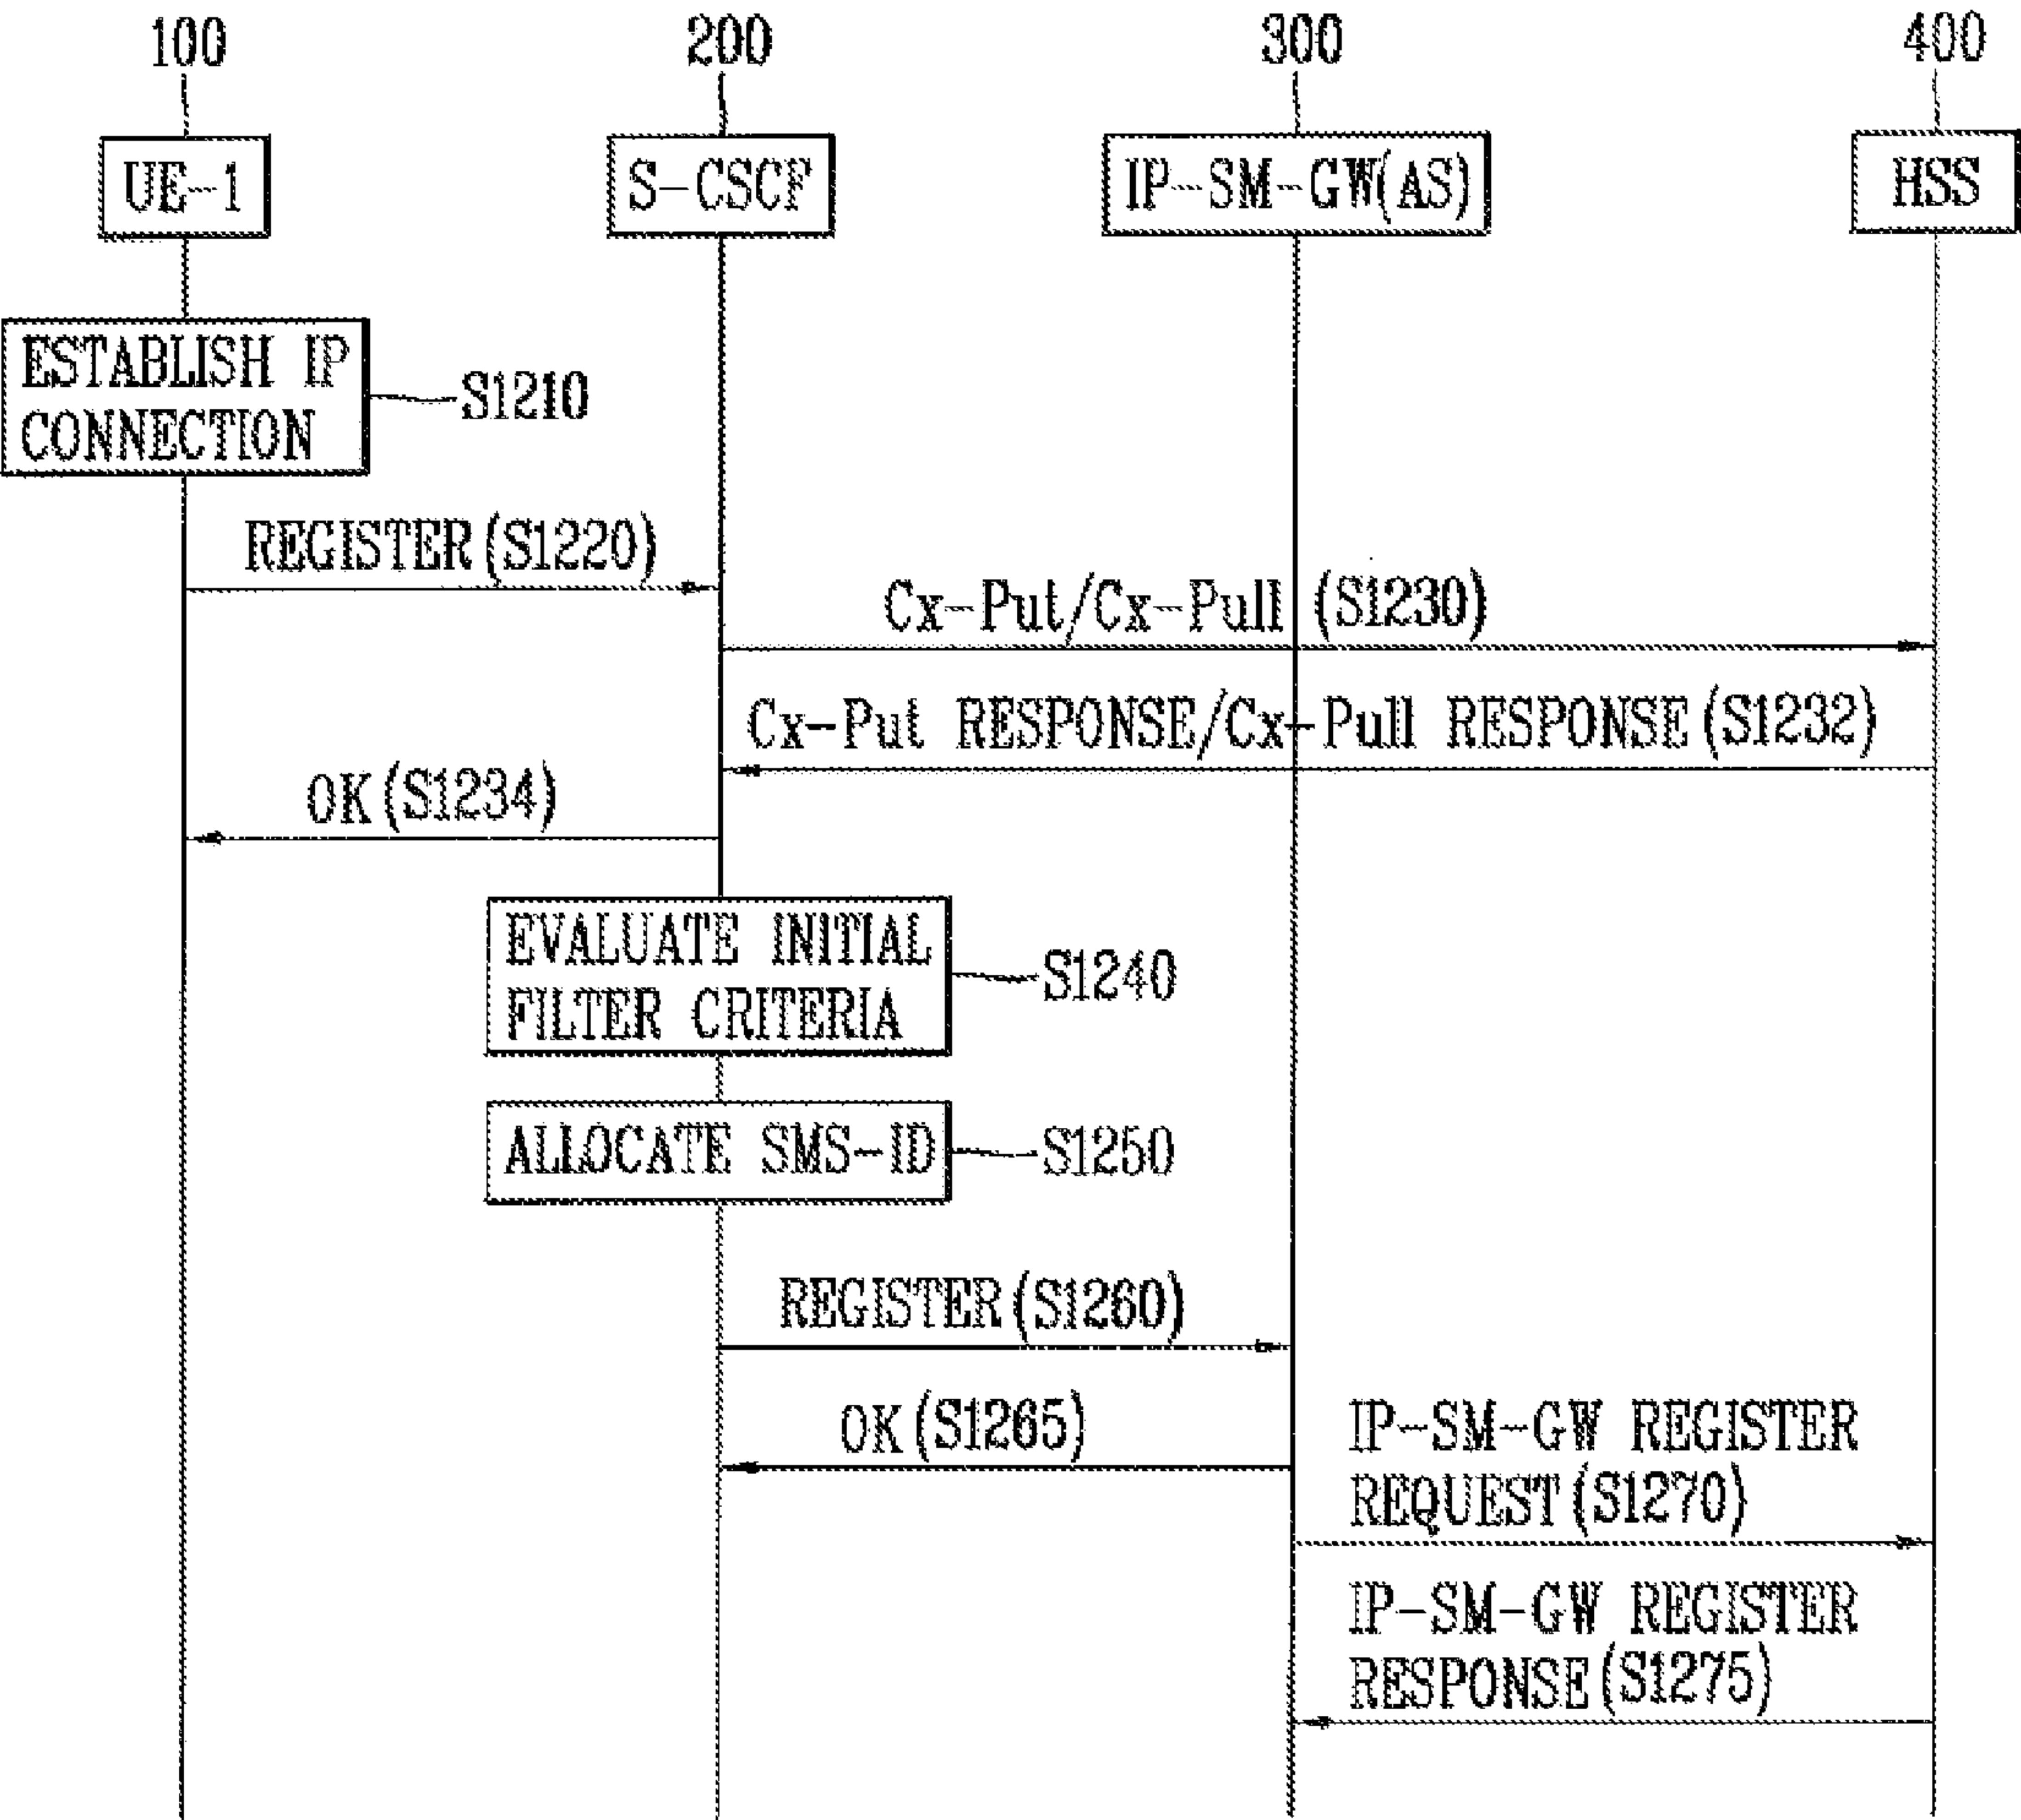 100
200
300
400
UE-1
S-CSCF
IP-SM-GW(AS)
HSS
ESTABLISH IP
CONNECTION
S1210
REGISTER(S1220)
Cx-Put/Cx-Pull (S1230)
Cx-Put RESPONSE/Cx-Pull RESPONSE(S1232)
OK(S1234)
EVALUATE INITIAL
FILTER CRITERIA
S1240
ALLOCATE SMS-ID
S1250
REGISTER(S1260)
OK(S1265)
IP-SM-GW REGISTER
REQUEST(S1270)
IP-SM-GW REGISTER
RESPONSE(S1275)